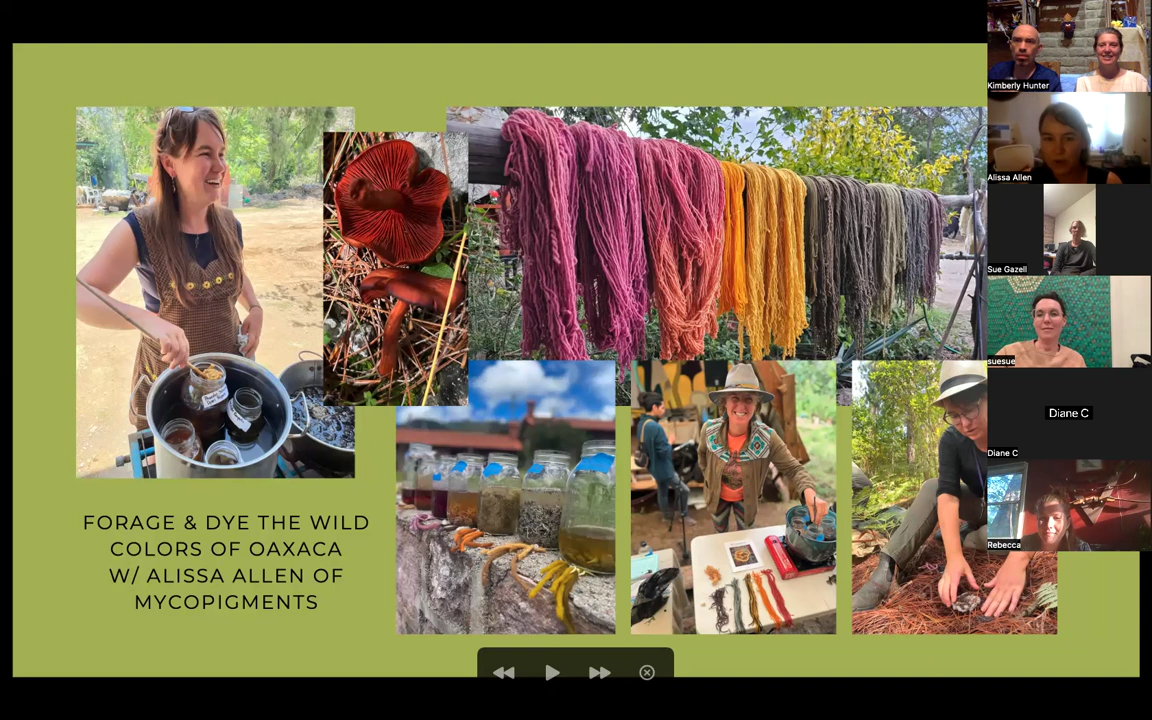 FORAGE & DYE THE WILD
COLORS OF OAXACA
W/ ALISSA ALLEN OF
MYCOPIGMENTS
Kimberly Hunter
Alissa Allen
Sue Gazell
suesue
Diane C
Diane C
Rebecca